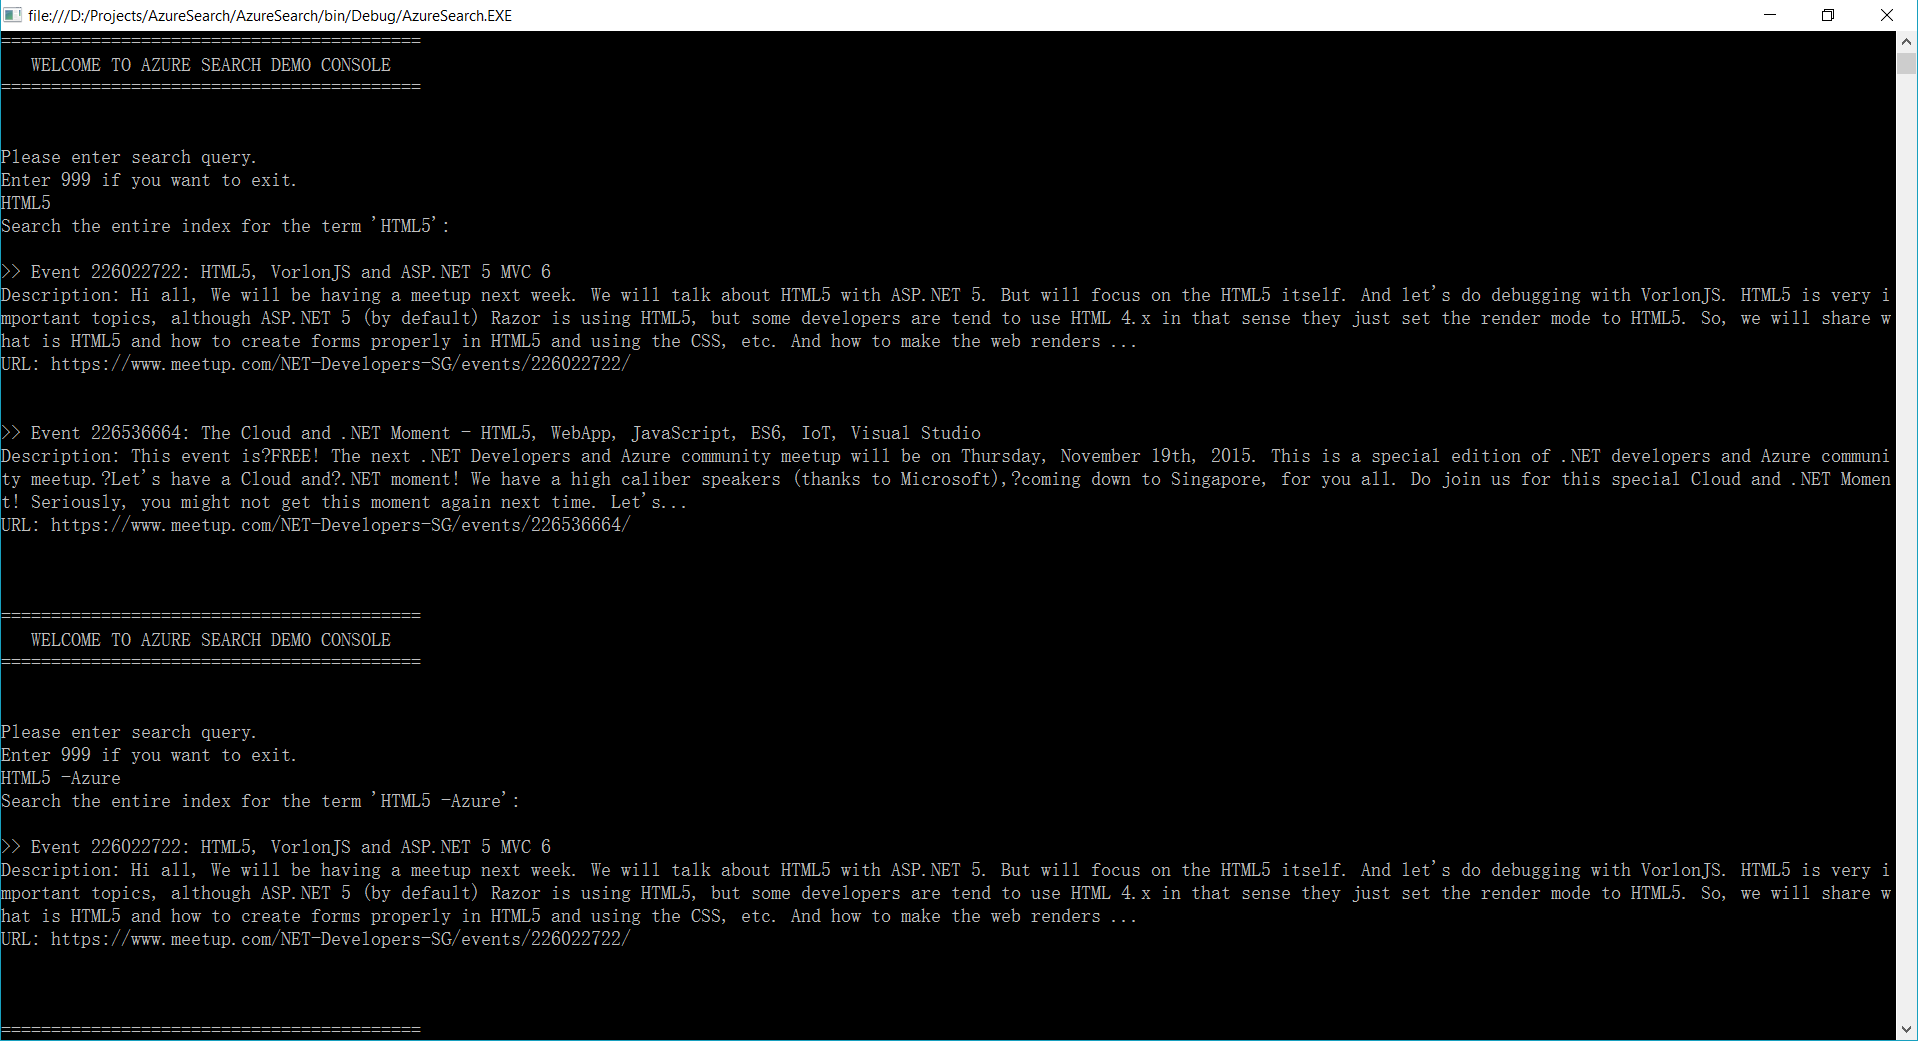 file:///D:/Projects/AzureSearch/AzureSearch/bin/Debug/AzureSearch.EXE
==========================================
   WELCOME TO AZURE SEARCH DEMO CONSOLE
==========================================
Please enter search query.
Enter 999 if you want to exit.
HTML5
Search the entire index for the term 'HTML5':
>> Event 226022722: HTML5, VorlonJS and ASP.NET 5 MVC 6
Description: Hi all, We will be having a meetup next week. We will talk about HTML5 with ASP.NET 5. But will focus on the HTML5 itself. And let's do debugging with VorlonJS. HTML5 is very i
mportant topics, although ASP.NET 5 (by default) Razor is using HTML5, but some developers are tend to use HTML 4.x in that sense they just set the render mode to HTML5. So, we will share w
hat is HTML5 and how to create forms properly in HTML5 and using the CSS, etc. And how to make the web renders ...
URL: https://www.meetup.com/NET-Developers-SG/events/226022722/
>> Event 226536664: The Cloud and .NET Moment - HTML5, WebApp, JavaScript, ES6, IoT, Visual Studio
Description: This event is?FREE! The next .NET Developers and Azure community meetup will be on Thursday, November 19th, 2015. This is a special edition of .NET developers and Azure communi
ty meetup.?Let's have a Cloud and?.NET moment! We have a high caliber speakers (thanks to Microsoft),?coming down to Singapore, for you all. Do join us for this special Cloud and .NET Momen
t! Seriously, you might not get this moment again next time. Let's...
URL: https://www.meetup.com/NET-Developers-SG/events/226536664/
==========================================
   WELCOME TO AZURE SEARCH DEMO CONSOLE
==========================================
Please enter search query.
Enter 999 if you want to exit.
HTML5 -Azure
Search the entire index for the term 'HTML5 -Azure':
>> Event 226022722: HTML5, VorlonJS and ASP.NET 5 MVC 6
Description: Hi all, We will be having a meetup next week. We will talk about HTML5 with ASP.NET 5. But will focus on the HTML5 itself. And let's do debugging with VorlonJS. HTML5 is very i
mportant topics, although ASP.NET 5 (by default) Razor is using HTML5, but some developers are tend to use HTML 4.x in that sense they just set the render mode to HTML5. So, we will share w
hat is HTML5 and how to create forms properly in HTML5 and using the CSS, etc. And how to make the web renders ...
URL: https://www.meetup.com/NET-Developers-SG/events/226022722/
==========================================